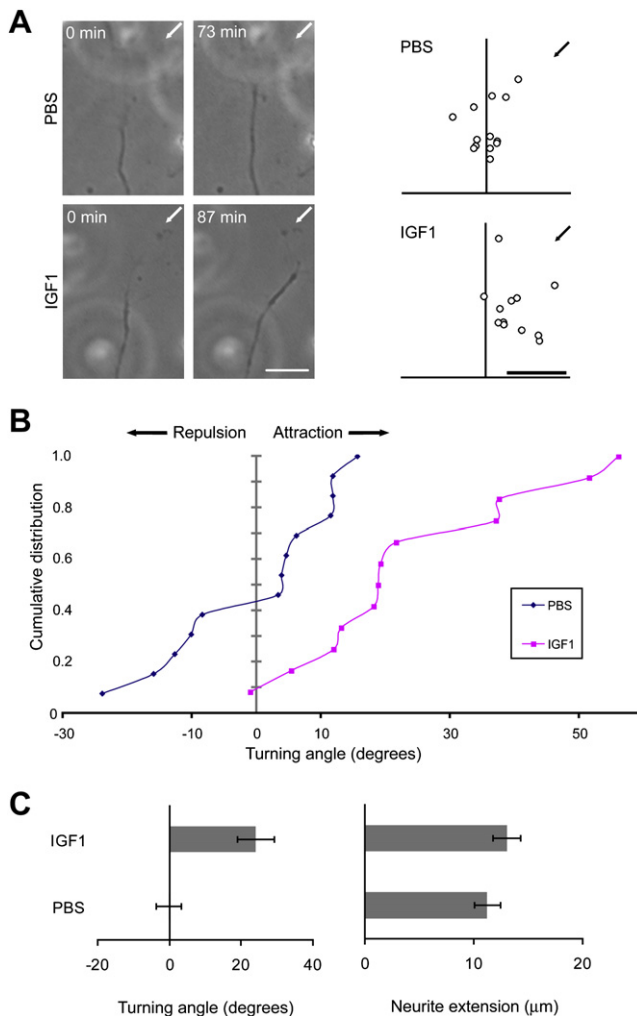 A
0 min
73 min
PBS
PBS
0 min
87 min
IGF1
IGF1
B
Repulsion Attraction
Cumulative distribution
1.0
0.8
0.6
0.4
0.2
0
-30 -10 0 10 30 50
Turning angle (degrees)
PBS
IGF1
C
IGF1
PBS
-20 0 20 40
Turning angle (degrees)
0 10 20
Neurite extension (μm)